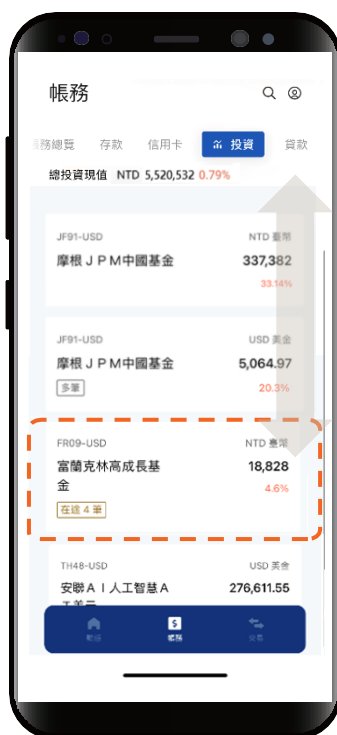 帳務
務總覽 存款 信用卡 投資 貸款
總投資現值 NTD 5,520,532 0.79%
JF91-USD NTD 臺幣
摩根 J P M中國基金 337,382
33.14%
JF91-USD USD 美金
摩根 J P M中國基金 5,064.97
多筆 20.3%
FR09-USD NTD 臺幣
富蘭克林高成長基 18,828
金 4.6%
在途 4 筆
TH48-USD USD 美金
安聯A I 人工智慧A 276,611.55
T美元
帳務 交易